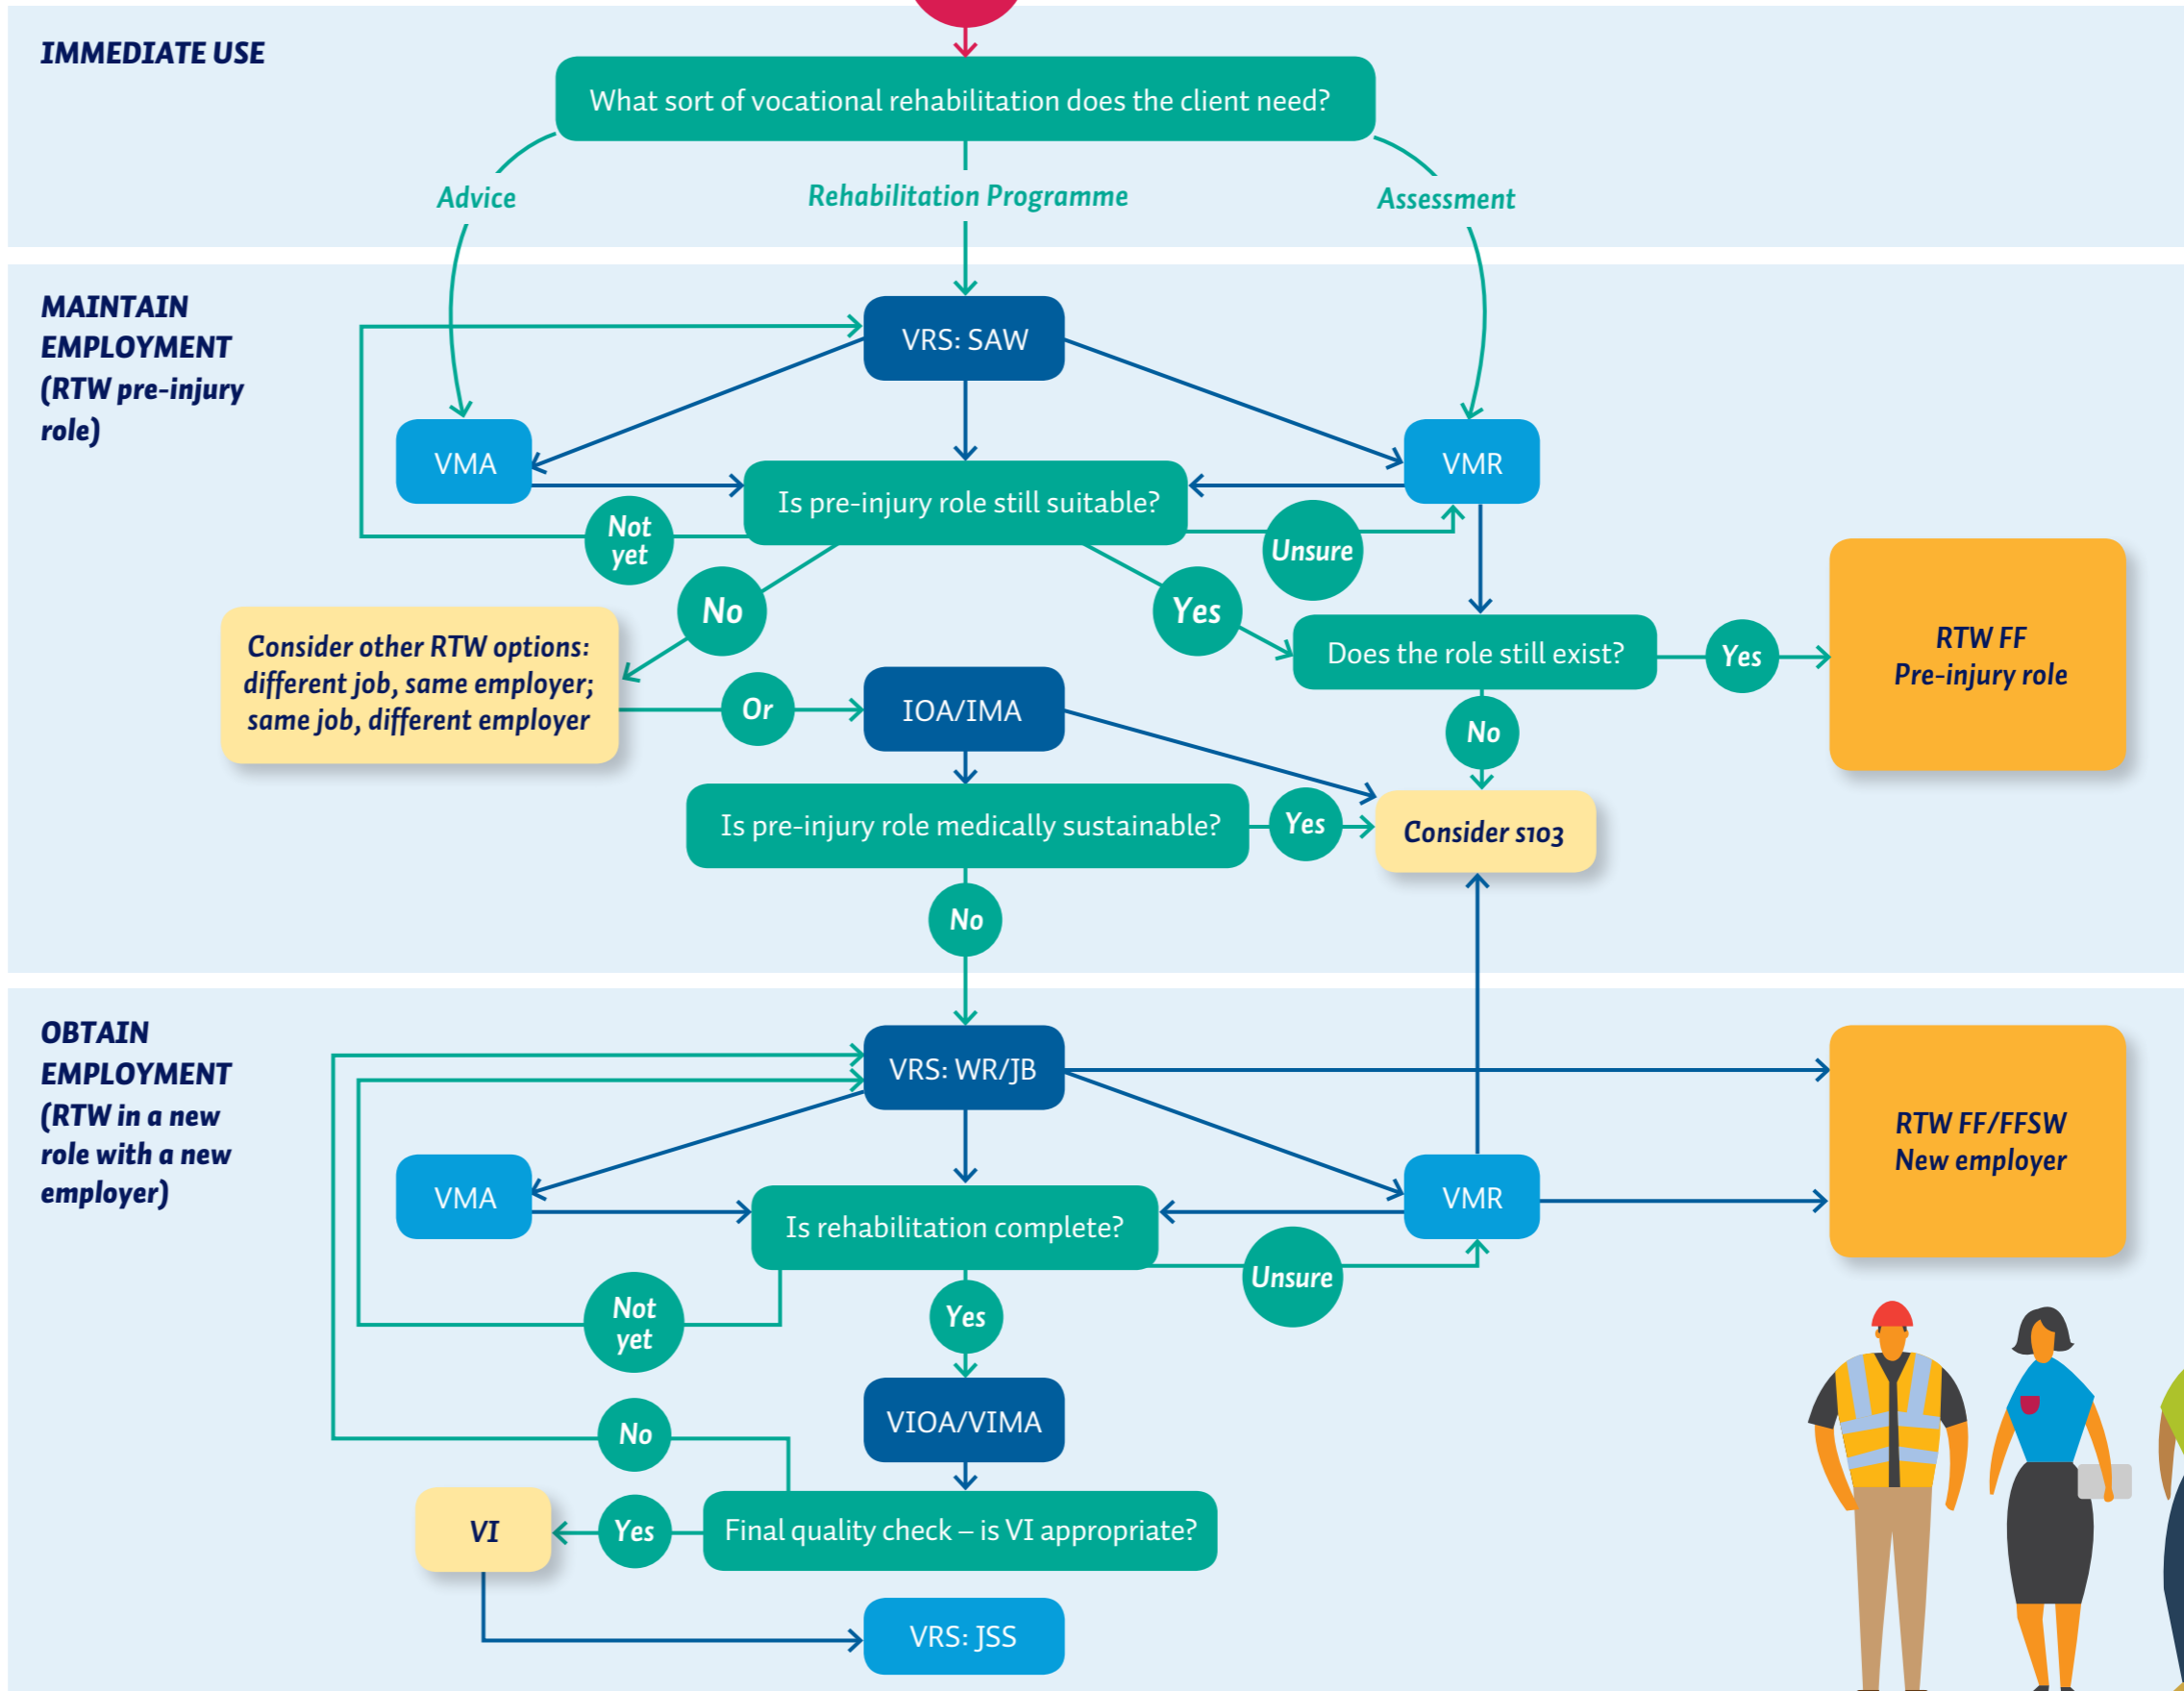 IMMEDIATE USE
What sort of vocational rehabilitation does the client need?
Advice
Rehabilitation Programme
Assessment
MAINTAIN
EMPLOYMENT
(RTW pre-injury
role)
VRS: SAW
VMA
VMR
Is pre-injury role still suitable?
Not
yet
Unsure
No
Yes
Consider other RTW options:
different job, same employer;
same job, different employer
Does the role still exist?
Yes
RTW FF
Pre-injury role
Or
IOA/IMA
No
Is pre-injury role medically sustainable?
Yes
Consider s103
No
OBTAIN
EMPLOYMENT
(RTW in a new
role with a new
employer)
VRS: WR/JB
RTW FF/FFSW
New employer
VMA
VMR
Is rehabilitation complete?
Unsure
Not
yet
Yes
VIOA/VIMA
No
VI
Yes
Final quality check – is VI appropriate?
VRS: JSS